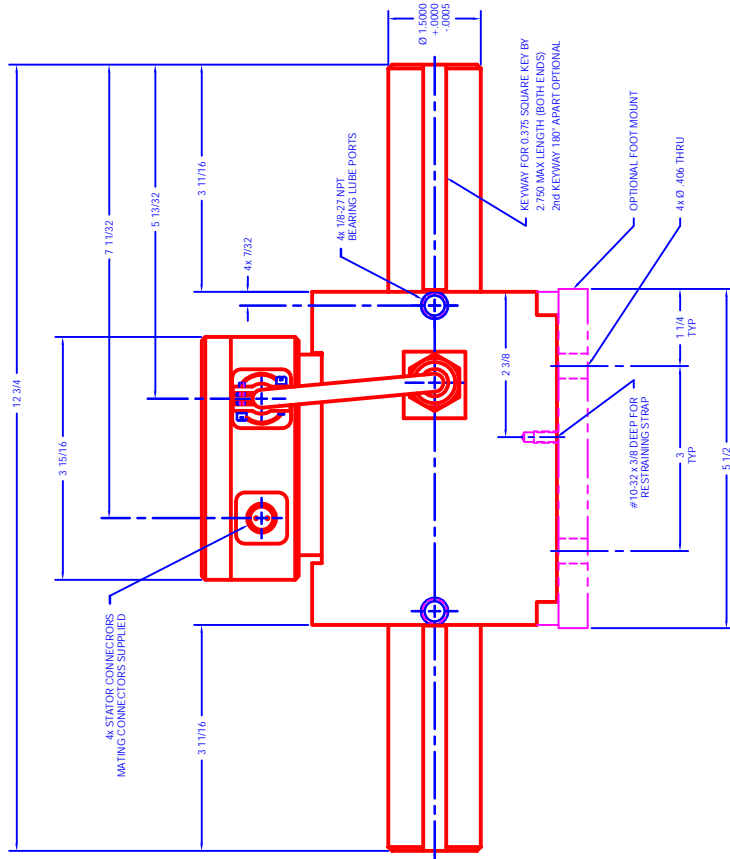 12 3/4
7 11/32
5 13/32
3 11/16
3 15/16
4x 7/32
3 11/16
Ø 1.5000
+.0000
-.0005
4x STATOR CONNECRORS
MATING CONNECTORS SUPPLIED
4x 1/8-27 NPT
BEARING LUBE PORTS
KEYWAY FOR 0.375 SQUARE KEY BY
2.750 MAX LENGTH (BOTH ENDS)
2nd KEYWAY 180° APART OPTIONAL
2 3/8
OPTIONAL FOOT MOUNT
4x Ø .406 THRU
#10-32 x 3/8 DEEP FOR
RESTRAINING STRAP
1 1/4
TYP
3
TYP
5 1/2